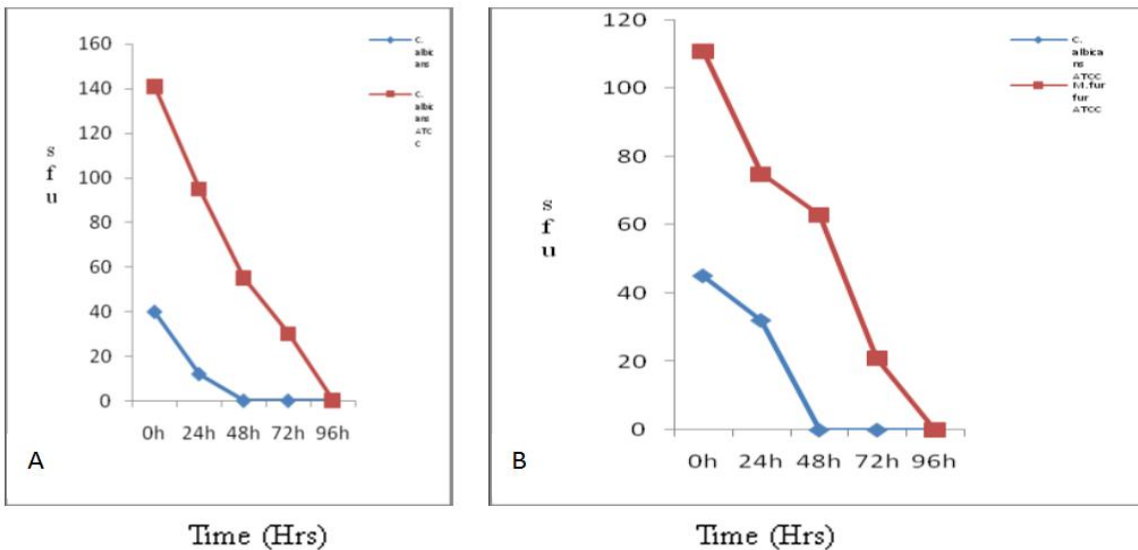 160
140
120
100
80
60
40
20
0
s
f
u
0h 24h 48h 72h 96h
C.
albic
ans
C.
albic
ans
ATC
C
A
Time (Hrs)
120
100
80
60
40
20
0
s
f
u
0h 24h 48h 72h 96h
C.
albica
ns
ATCC
M.fur
fur
ATCC
B
Time (Hrs)